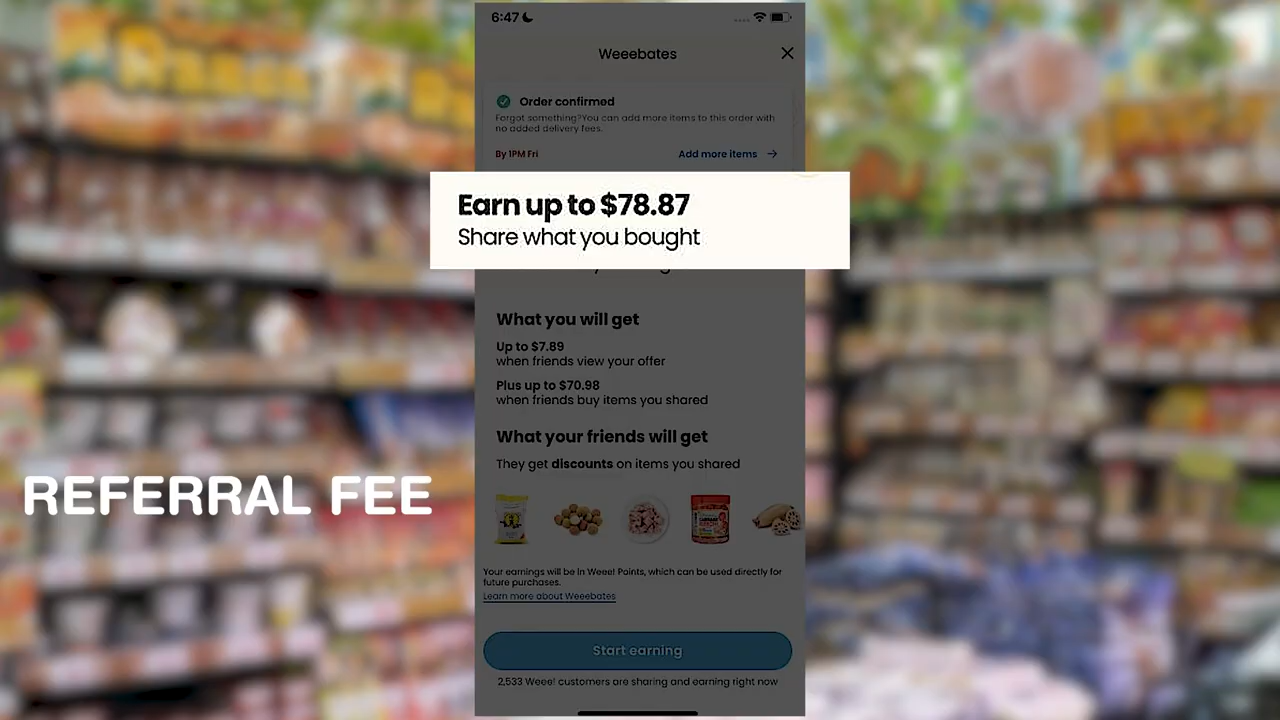 6:47
Weeebates
Order confirmed
Forgot something?You can add more items to this order with
no added delivery fees.
By 1PM Fri
Add more items
Earn up to $78.87
Share what you bought
What you will get
Up to $7.89
when friends view your offer
Plus up to $70.98
when friends buy items you shared
What your friends will get
They get discounts on items you shared
REFERRAL FEE
Your earnings will be in Weee! Points, which can be used directly for
future purchases.
Learn more about Weeebates
Start earning
2,533 Weee! customers are sharing and earning right now